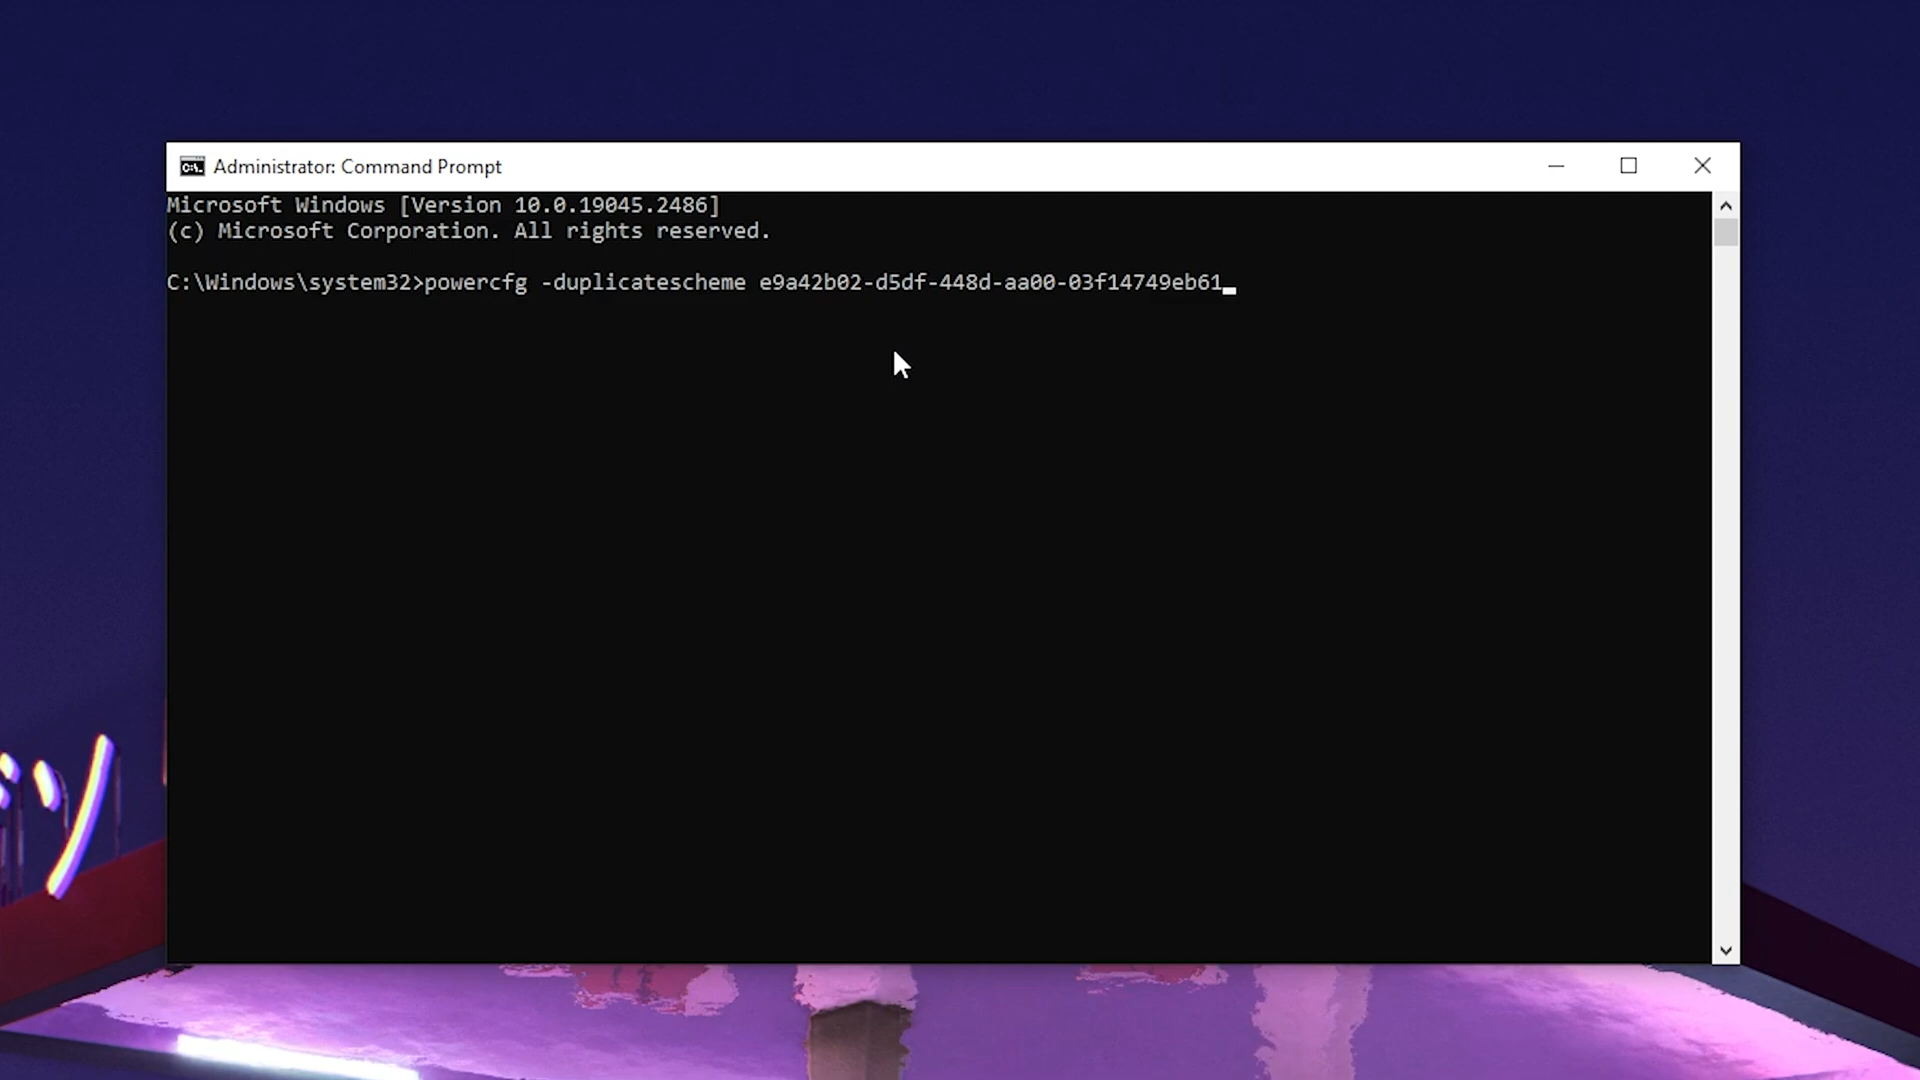 Administrator: Command Prompt
Microsoft Windows [Version 10.0.19045.2486]
(c) Microsoft Corporation. All rights reserved.
C:\Windows\system32>powercfg -duplicatescheme e9a42b02-d5df-448d-aa00-03f14749eb61